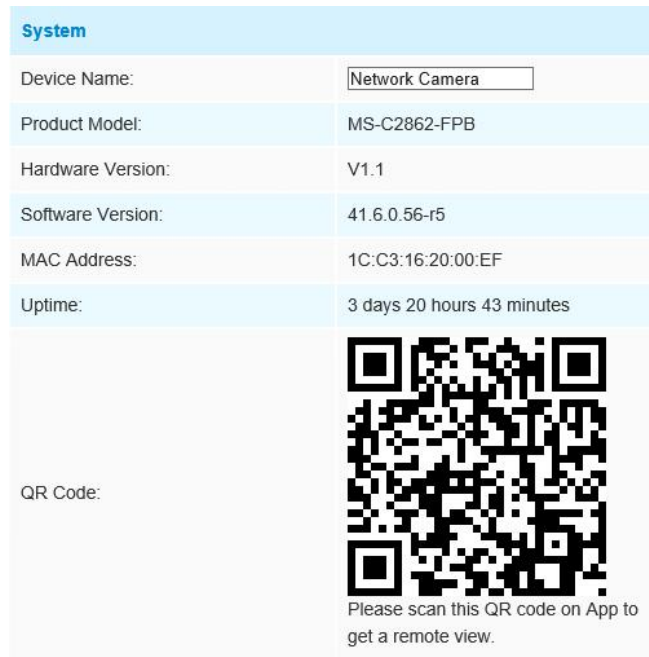 System
Device Name: Network Camera
Product Model: MS-C2862-FPB
Hardware Version: V1.1
Software Version: 41.6.0.56-r5
MAC Address: 1C:C3:16:20:00:EF
Uptime: 3 days 20 hours 43 minutes
QR Code:
Please scan this QR code on App to
get a remote view.